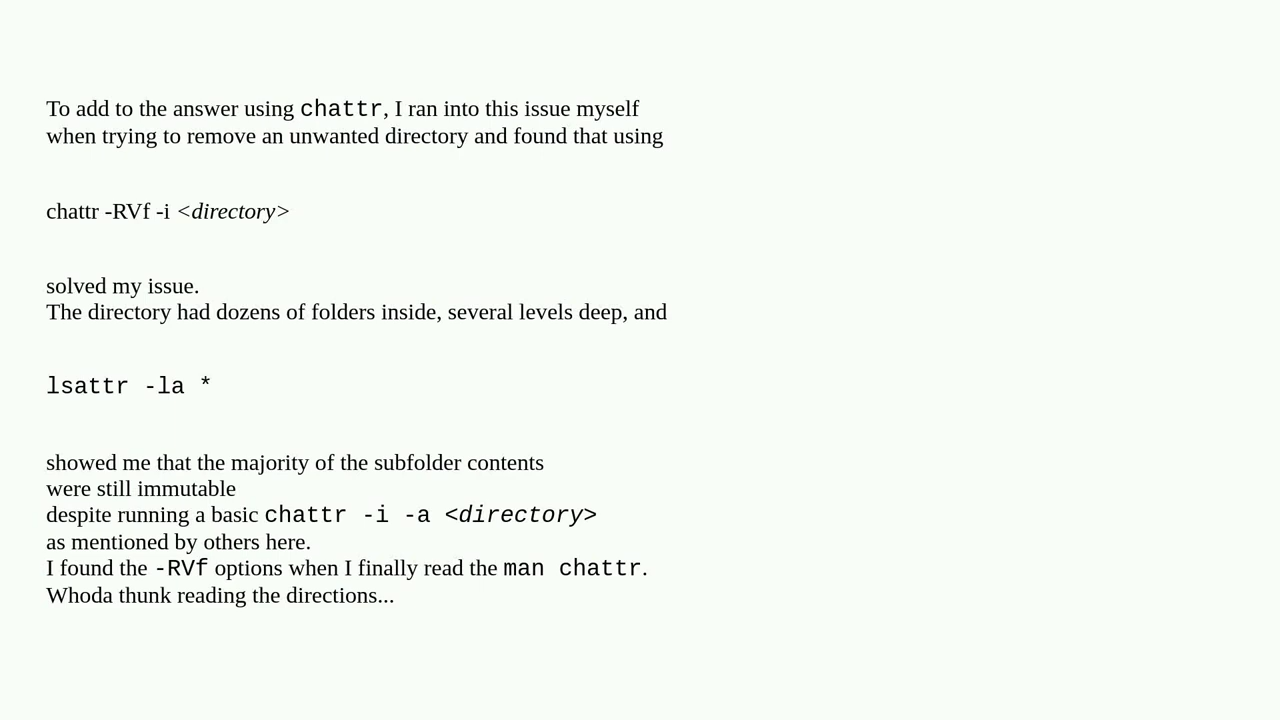 To add to the answer using chattr, I ran into this issue myself
when trying to remove an unwanted directory and found that using
chattr -RVf -i <directory>
solved my issue.
The directory had dozens of folders inside, several levels deep, and
lsattr -la *
showed me that the majority of the subfolder contents
were still immutable
despite running a basic chattr -i -a <directory>
as mentioned by others here.
I found the -RVf options when I finally read the man chattr.
Whoda thunk reading the directions...